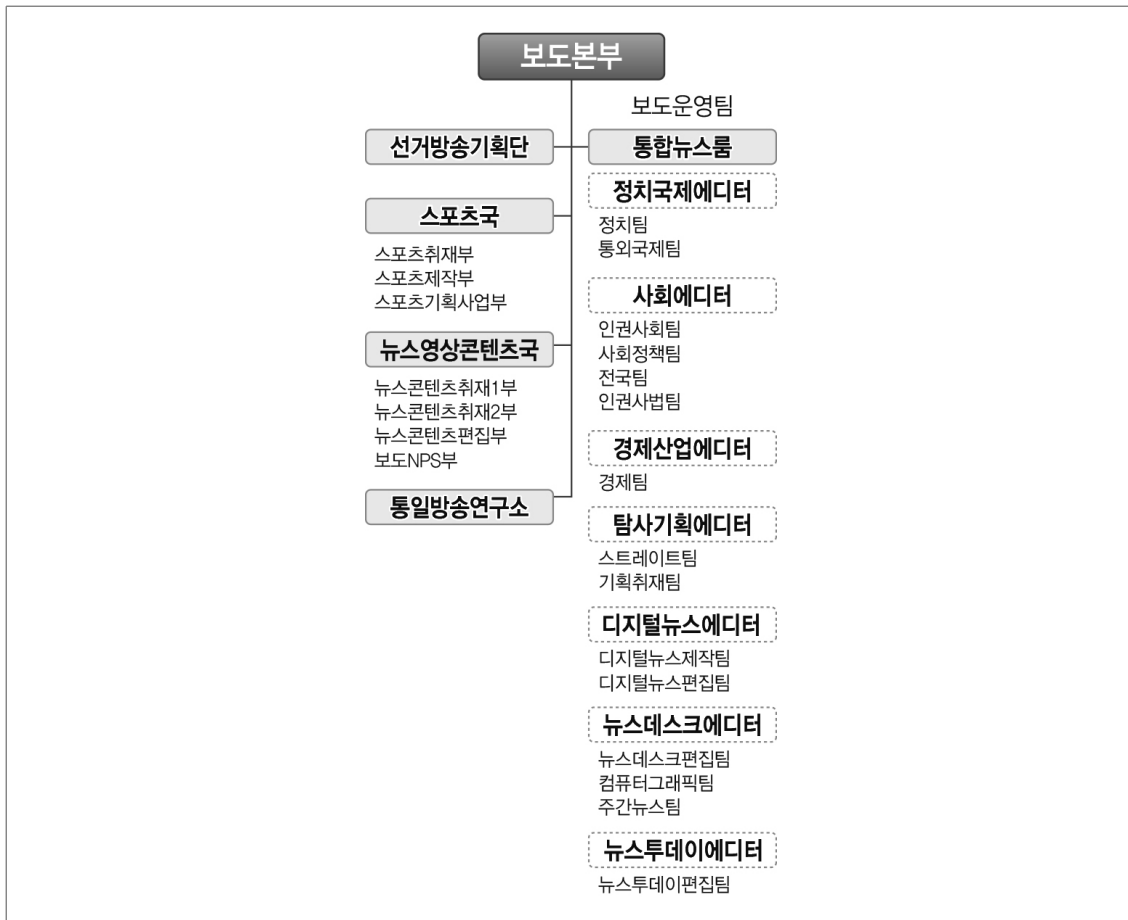 보도본부
보도운영팀
선거방송기획단
스포츠국
스포츠취재부
스포츠제작부
스포츠기획사업부
뉴스영상콘텐츠국
뉴스콘텐츠취재1부
뉴스콘텐츠취재2부
뉴스콘텐츠편집부
보도NPS부
통일방송연구소
통합뉴스룸
정치국제에디터
정치팀
통외국제팀
사회에디터
인권사회팀
사회정책팀
전국팀
인권사법팀
경제산업에디터
경제팀
탐사기획에디터
스트레이트팀
기획취재팀
디지털뉴스에디터
디지털뉴스제작팀
디지털뉴스편집팀
뉴스데스크에디터
뉴스데스크편집팀
컴퓨터그래픽팀
주간뉴스팀
뉴스투데이에디터
뉴스투데이편집팀